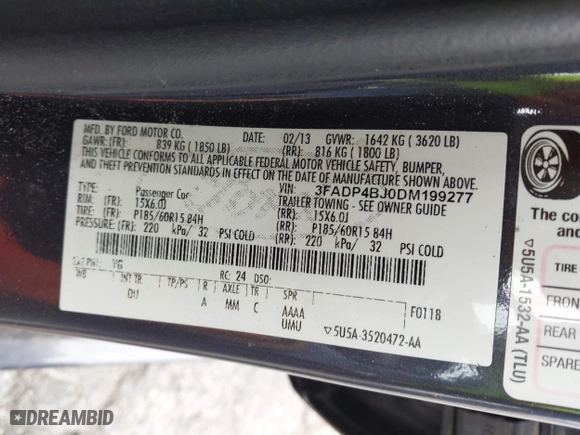 MFD. BY FORD MOTOR CO.
DATE: 02/13 GVWR: 1642 KG ( 3620 LB)
GAWR: (FR): 839 KG ( 1850 LB) (RR): 816 KG ( 1800 LB)
THIS VEHICLE CONFORMS TO ALL APPLICABLE FEDERAL MOTOR VEHICLE SAFETY, BUMPER,
AND THEFT PREVENTION STANDARDS IN EFFECT ON THE DATE OF MANUFACTURE SHOWN ABOVE.
VIN: 3FADP4BJ0DM199277
TYPE: Passenger Car TRAILER TOWING - SEE OWNER GUIDE
RIM: (FR) 15X6.0J (RR) 15X6.0J
TIRE: (FR) P185/60R15 84H (RR) P185/60R15 84H
PRESSURE: (FR) 220 kPa/ 32 PSI COLD (RR) 220 kPa/ 32 PSI COLD
EXT PNT: YG RC: 24 DSO:
WB INT TR TP/PS R AXLE TR SPR
DU A MM C AAAA
UMU
F0118
▽5U5A-3520472-AA
The co
and
TIRE
FRON
REAR
SPARE
▽5U5A-1532-AA (TLU)
DREAMBID